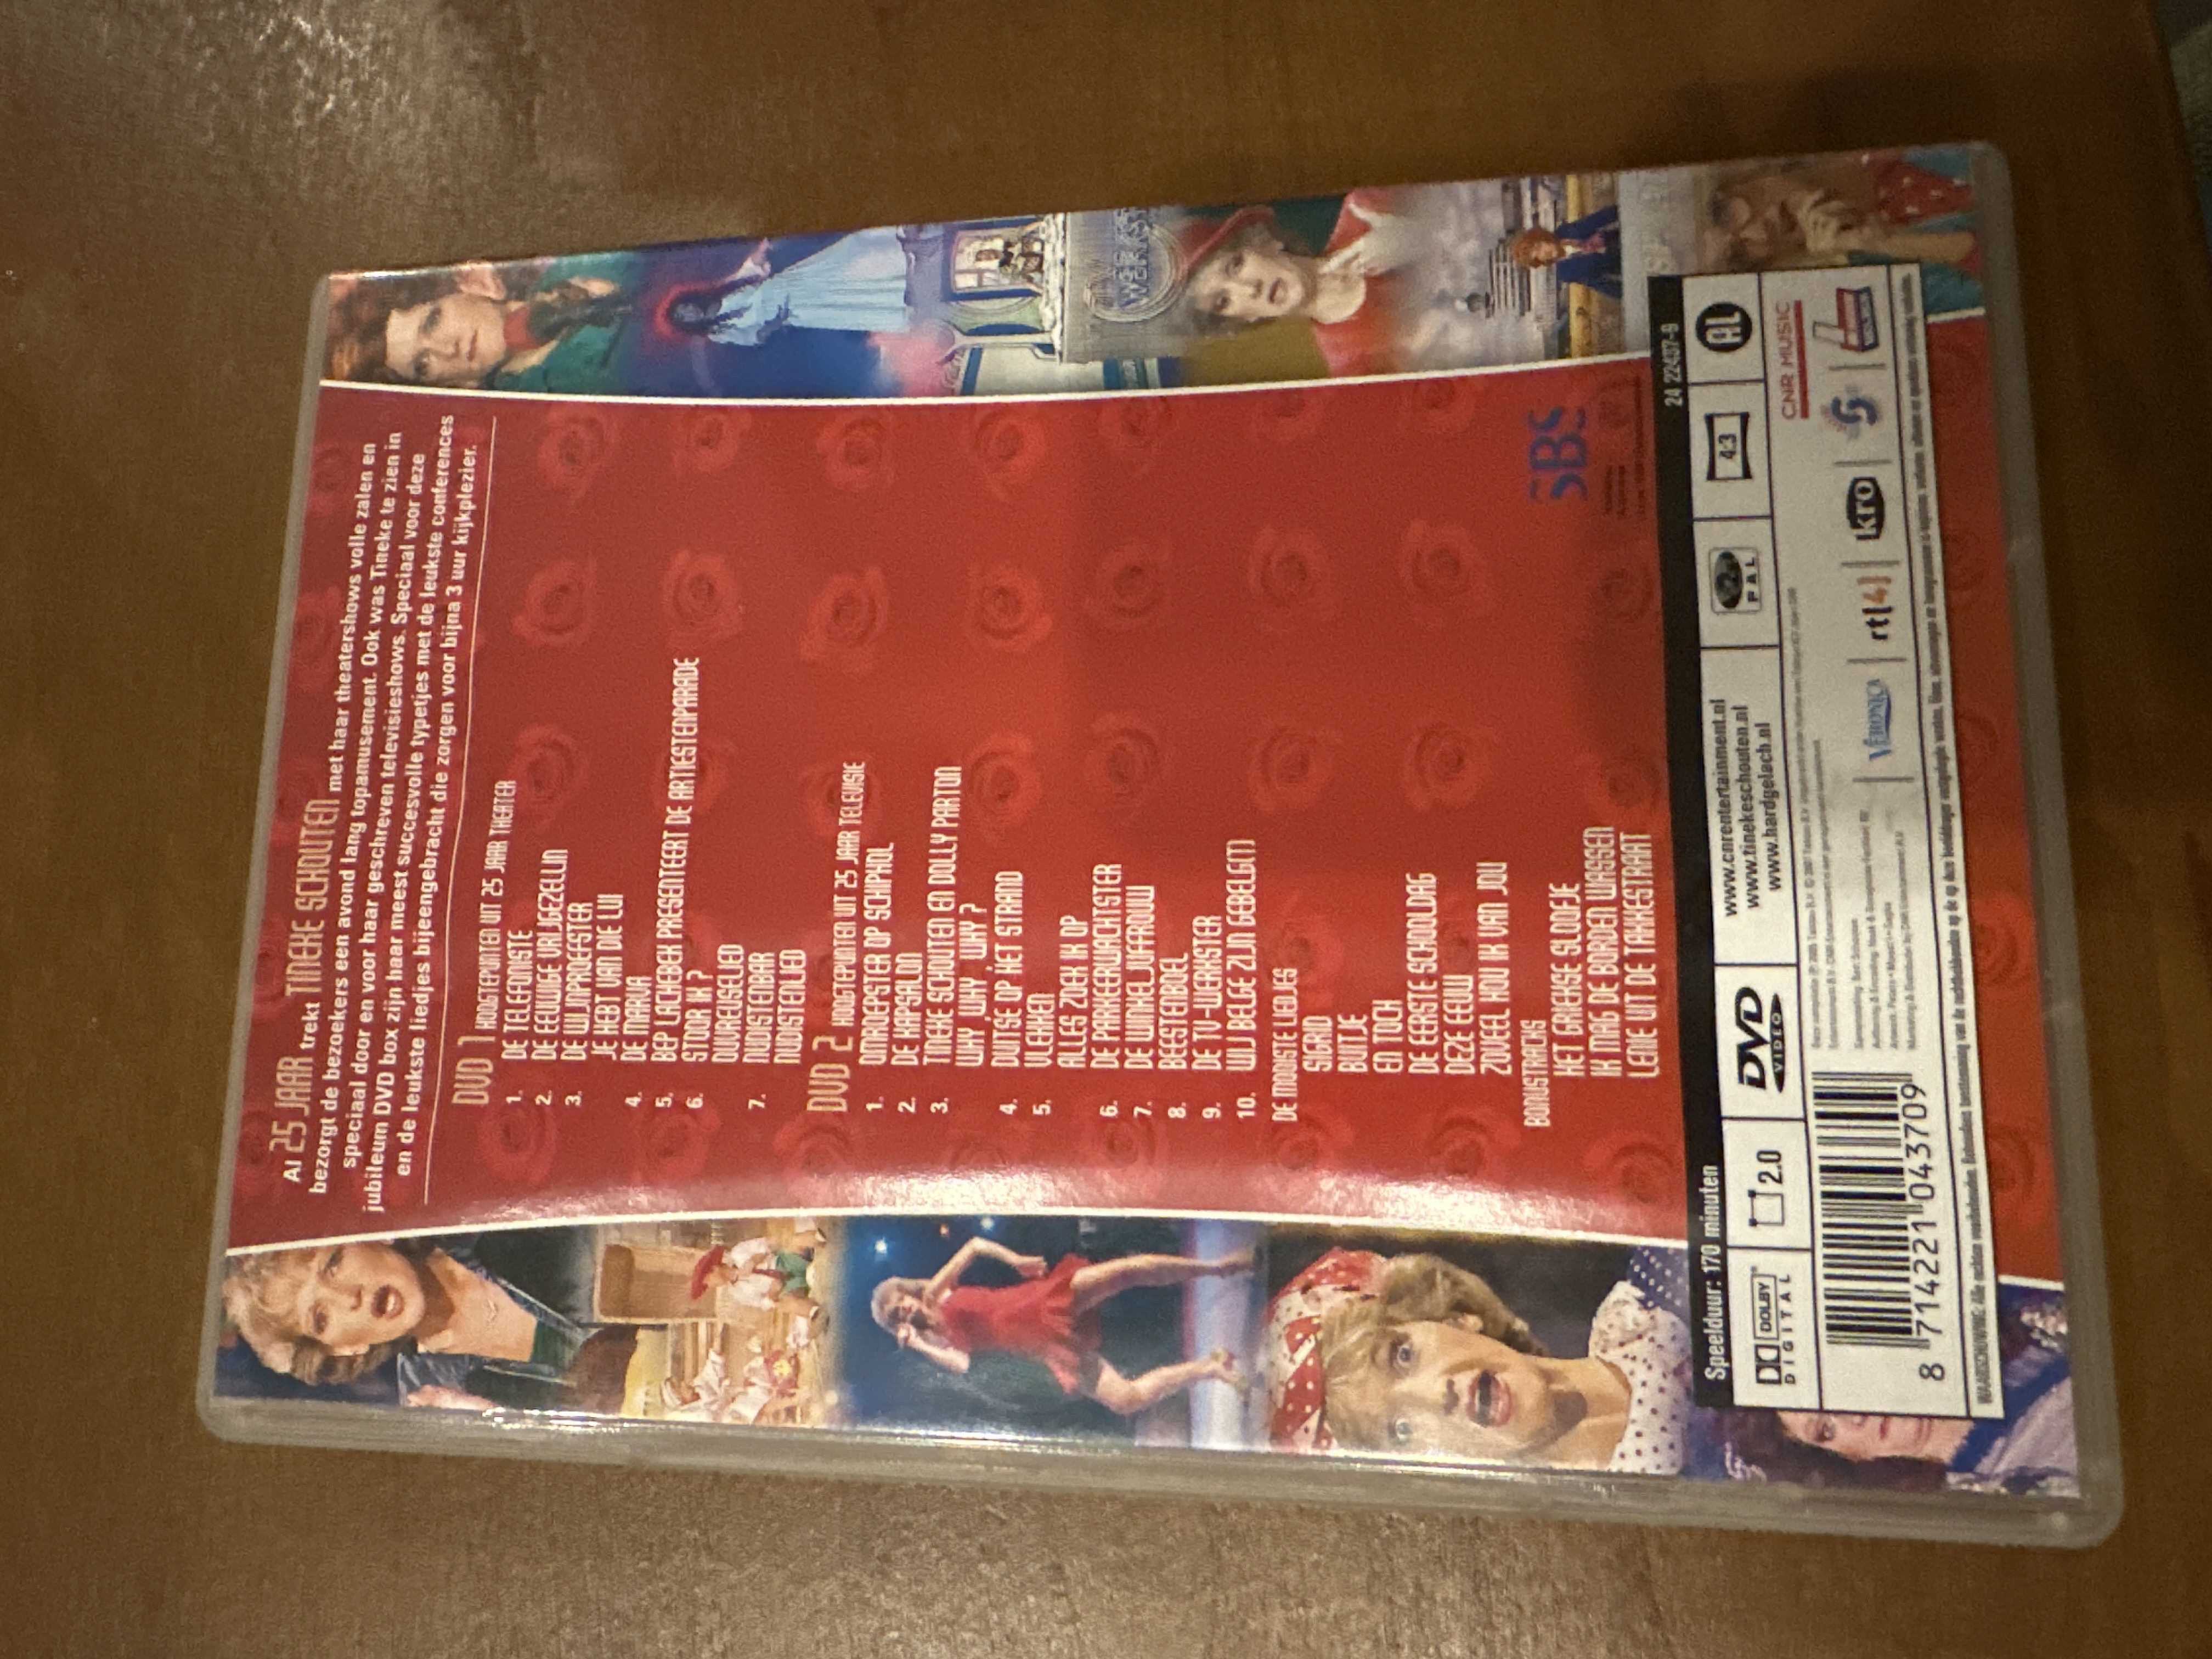 Al 25 JAAR trekt TINEKE SCHOUTEN met haar theatershows volle zalen en
bezorgt de bezoekers een avond lang topamusement. Ook was Tineke te zien in
speciaal door en voor haar geschreven televisieshows. Speciaal voor deze
jubileum DVD box zijn haar meest succesvolle typetjes met de leukste conferences
en de leukste liedjes bijeengebracht die zorgen voor bijna 3 uur kijkplezier.
DVD 1 HOOGTEPUNTEN UIT 25 JAAR THEATER
1. DE TELEFONISTE
2. DE EEUWIGE VRIJGEZELLIN
3. DE WIJNPROEFSTER
JE HEBT VAN DIE LUI
4. DE MARVA
5. BEP LACHEBEK PRESENTEERT DE ARTIESTENPARADE
6. STOOR IK ?
OUVREUSELIED
7. NUDISTENBAR
NUDISTENLIED
DVD 2 HOOGTEPUNTEN UIT 25 JAAR TELEVISIE
1. OMROEPSTER OP SCHIPHOL
2. DE KAPSALON
3. TINEKE SCHOUTEN EN DOLLY PARTON
WHY ,WHY , WHY ?
4. DUITSE OP HET STRAND
5. VLEKKEN
ALLES ZOEK IK OP
6. DE PARKEERWACHTSTER
7. DE WINKELJUFFROUW
8. BEESTENBOEL
9. DE TV-WERKSTER
10. WIJ BELGE ZIJN GEBELG(T)
DE MOOISTE LIEDJES
SJOERD
BUITJE
EN TOCH
DE EERSTE SCHOOLDAG
DEZE EEUW
ZOVEEL HOU IK VAN JOU
BONUSTRACKS
HET GRIEKSE SLOOFJE
IK MAG DE BORDEN WASSEN
LENIE UIT DE TAKKESTRAAT
SBS
Speelduur: 170 minuten
24 22437-9
DOLBY
DIGITAL
2.0
DVD
VIDEO
www.cnrentertainment.nl
www.tinekeschouten.nl
www.hardgelach.nl
2
PAL
4:3
AL
CNR MUSIC
8 714221 043709
VERONICA
rtl 4
KRO